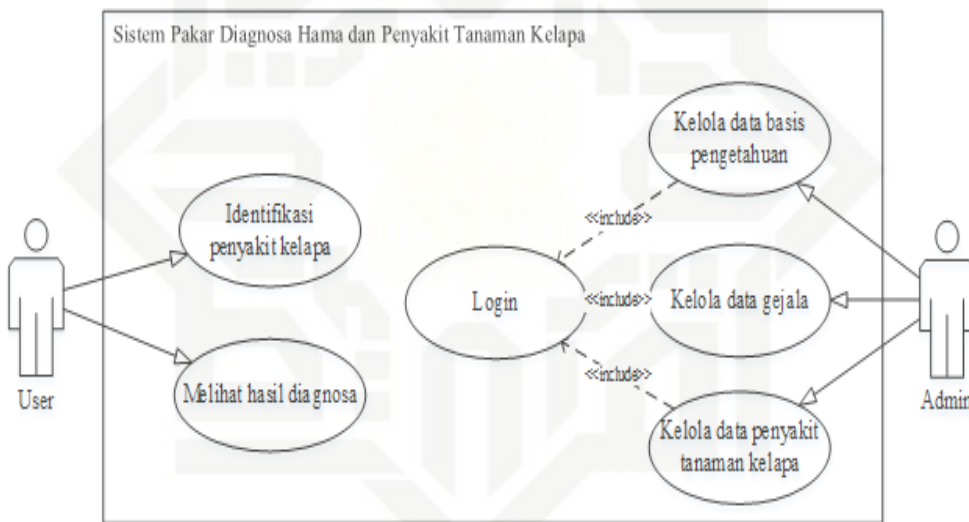 Sistem Pakar Diagnosa Hama dan Penyakit Tanaman Kelapa
Kelola data basis
pengetahuan
<<include>>
Identifikasi
penyakit kelapa
Login
<<include>>
Kelola data gejala
<<include>>
Melihat hasil diagnosa
Kelola data penyakit
tanaman kelapa
User
Admin